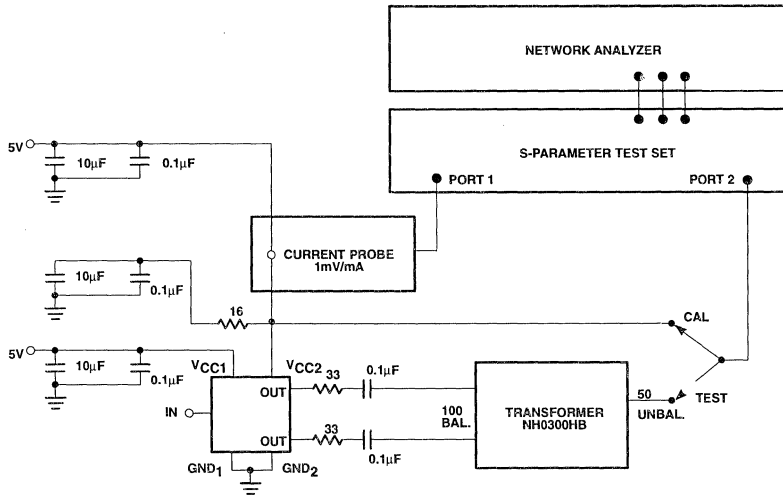 NETWORK ANALYZER
S-PARAMETER TEST SET
PORT 1
PORT 2
5V
10μF
0.1μF
CURRENT PROBE
1mV/mA
10μF
0.1μF
16
CAL
5V
10μF
0.1μF
VCC1
VCC2
33
0.1μF
OUT
IN
OUT
33
0.1μF
GND1
GND2
100
BAL.
TRANSFORMER
NH0300HB
50
UNBAL.
TEST